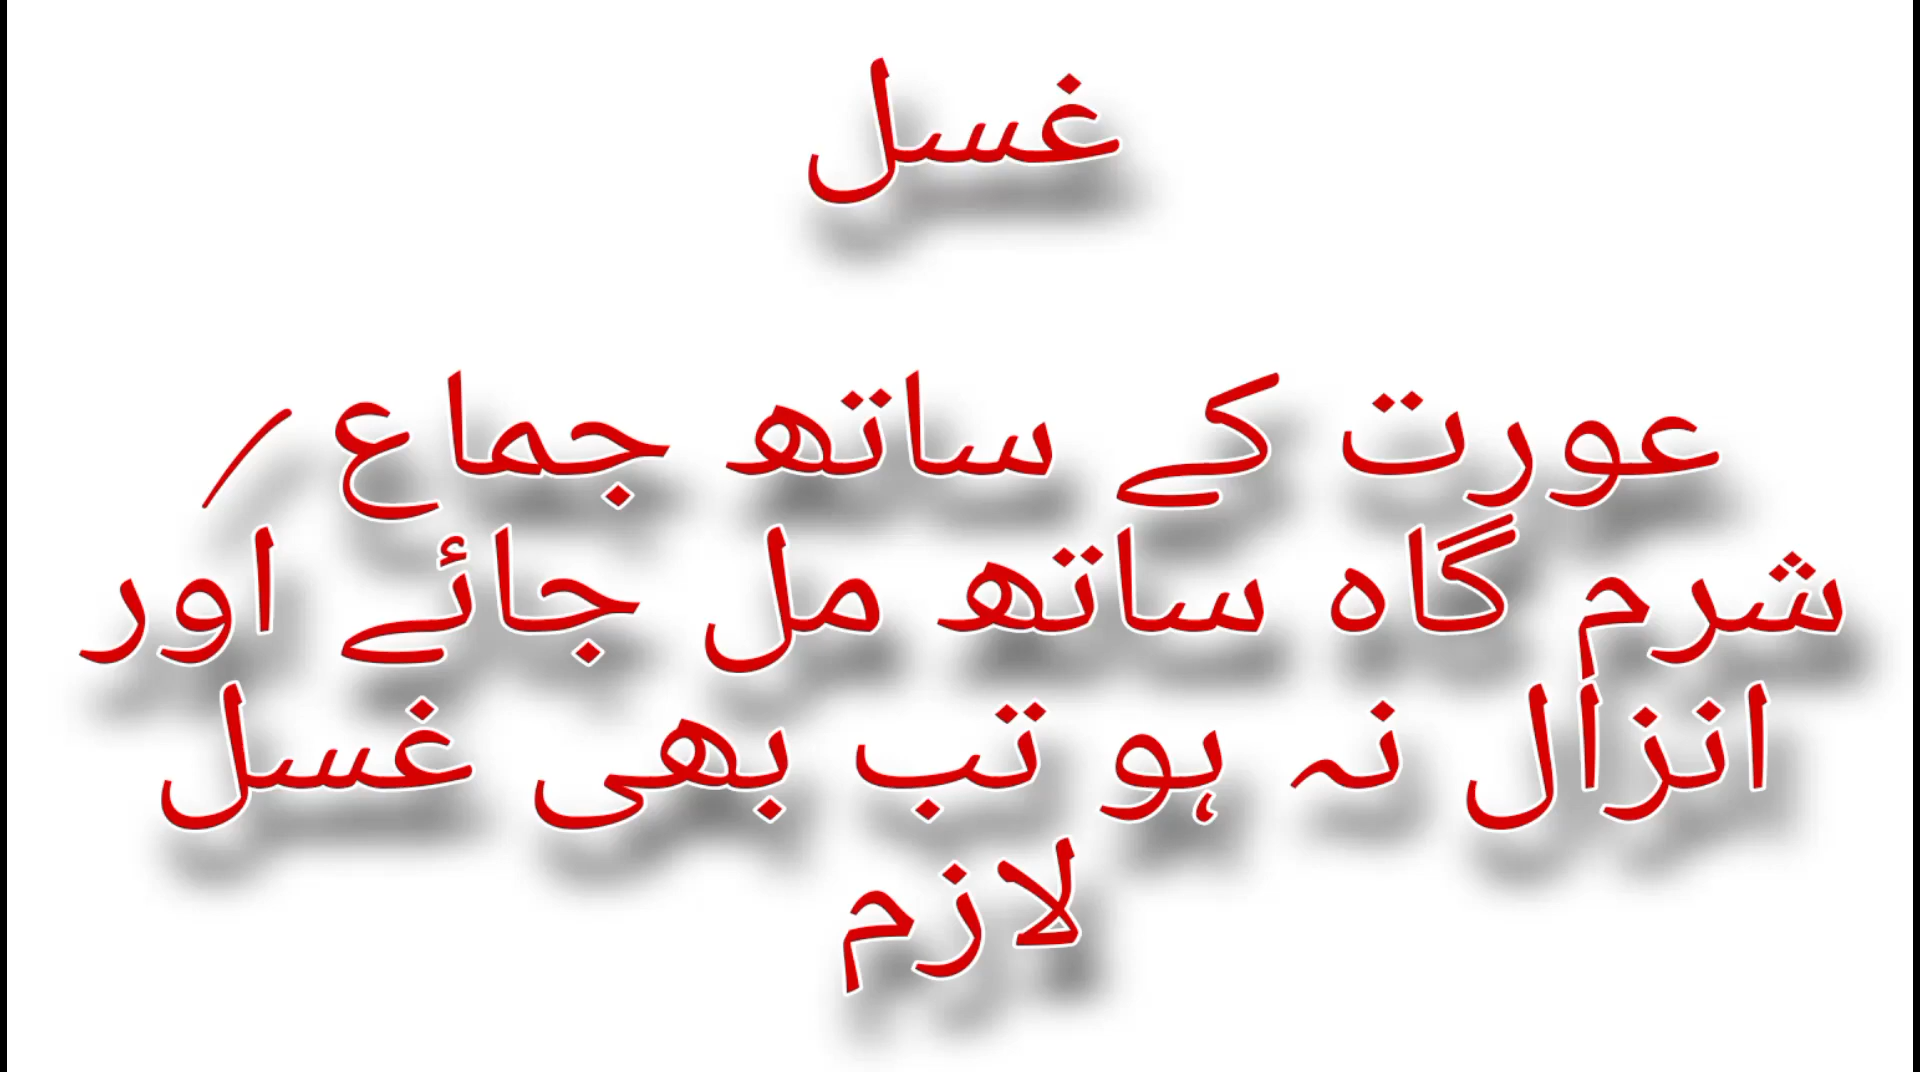 غسل
عورت کے ساتھ جماع /
شرم گاہ ساتھ مل جائے اور
انزال نہ ہو تب بھی غسل
لازم